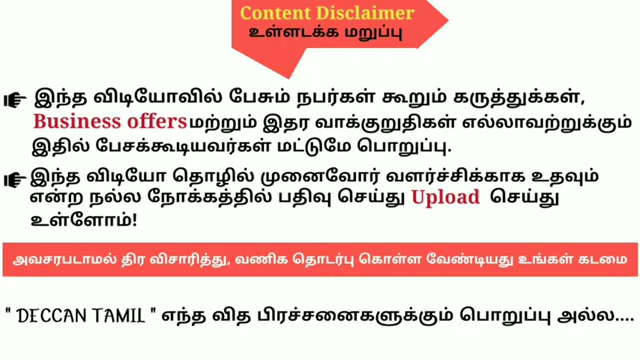 Content Disclaimer
உள்ளடக்க மறுப்பு
இந்த விடியோவில் பேசும் நபர்கள் கூறும் கருத்துக்கள்,
Business offers மற்றும் இதர வாக்குறுதிகள் எல்லாவற்றுக்கும்
இதில் பேசக்கூடியவர்கள் மட்டுமே பொறுப்பு.
இந்த விடியோ தொழில் முனைவோர் வளர்ச்சிக்காக உதவும்
என்ற நல்ல நோக்கத்தில் பதிவு செய்து Upload செய்து
உள்ளோம்!
அவசரபடாமல் திர விசாரித்து, வணிக தொடர்பு கொள்ள வேண்டியது உங்கள் கடமை
" DECCAN TAMIL " எந்த வித பிரச்சனைகளுக்கும் பொறுப்பு அல்ல....